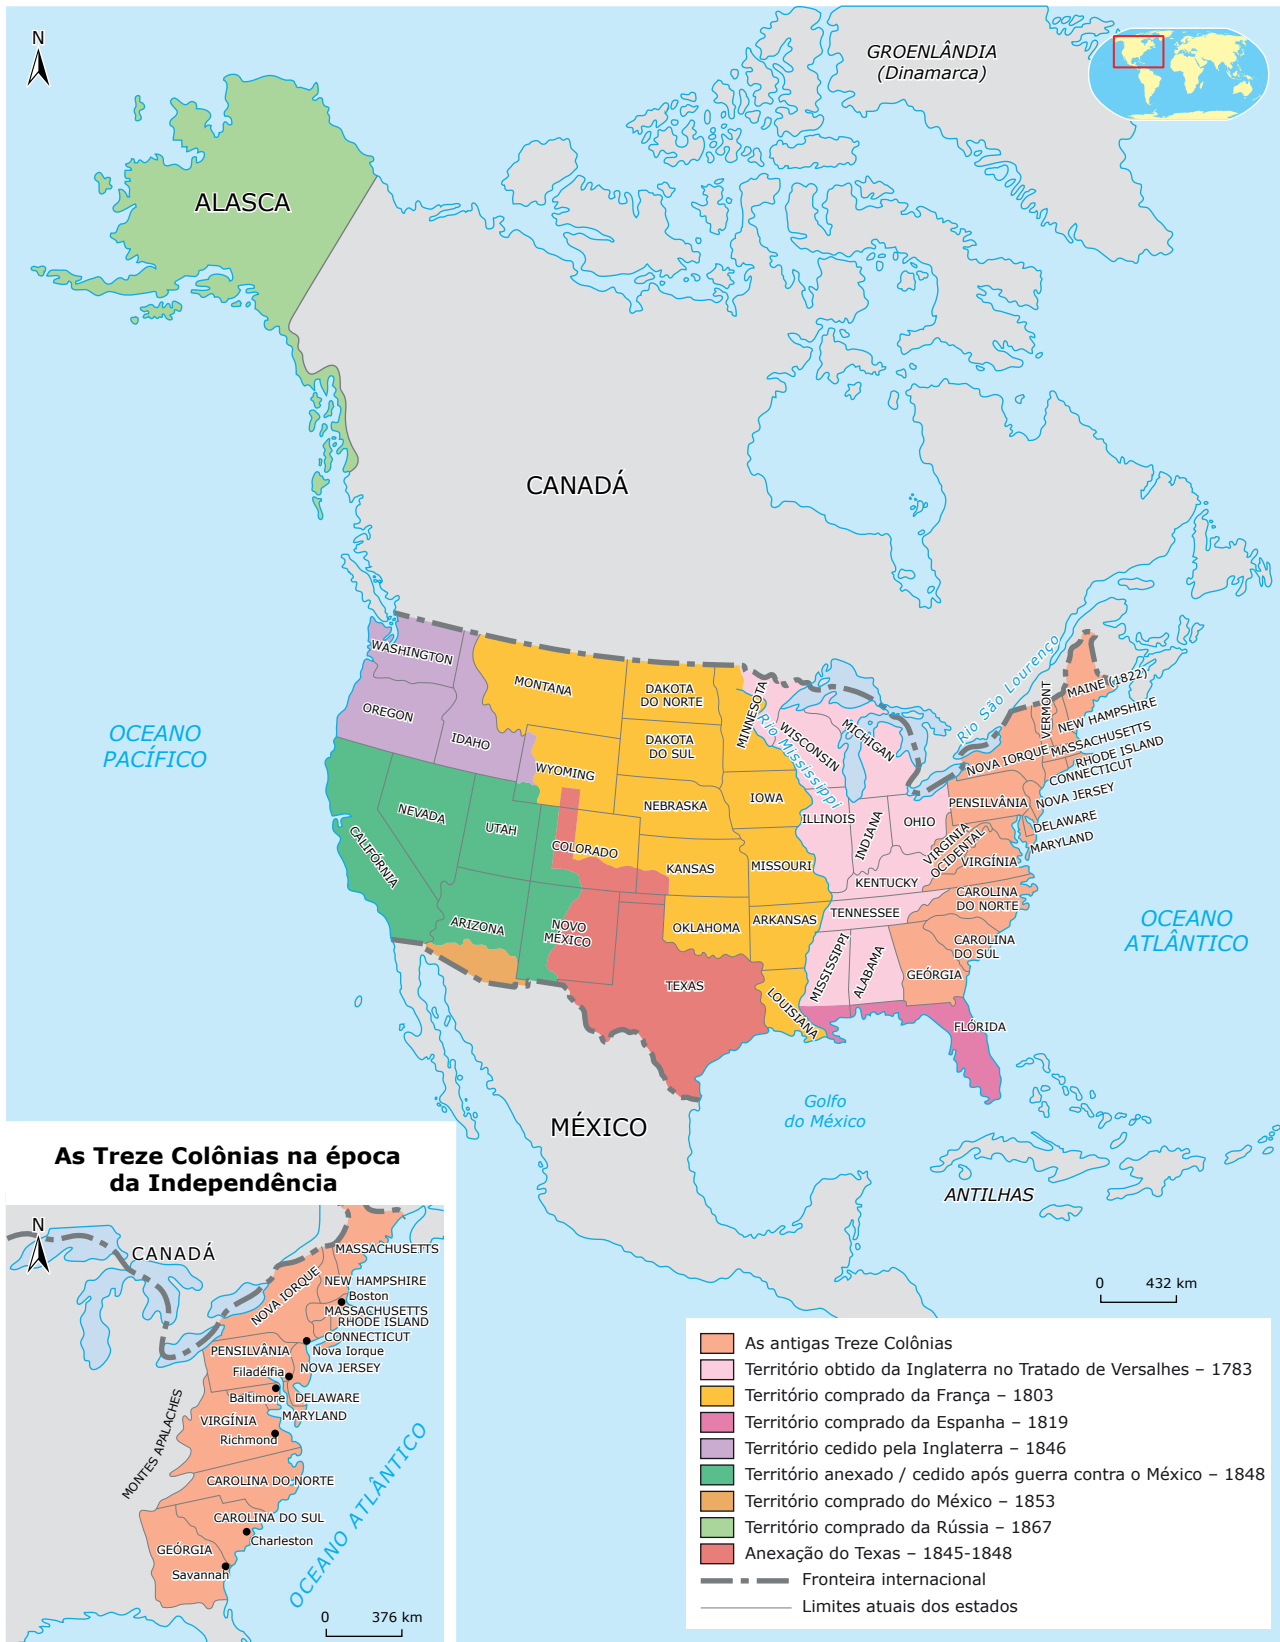 N
GROENLÂNDIA
(Dinamarca)
ALASCA
CANADÁ
OCEANO
PACÍFICO
WASHINGTON
OREGON
IDAHO
MONTANA
WYOMING
DAKOTA
DO NORTE
DAKOTA
DO SUL
NEBRASKA
KANSAS
OKLAHOMA
MINNESOTA
IOWA
MISSOURI
ARKANSAS
LOUISIANA
Rio Mississippi
WISCONSIN
MICHIGAN
ILLINOIS
INDIANA
OHIO
KENTUCKY
TENNESSEE
MISSISSIPPI
ALABAMA
Rio São Lourenço
MAINE (1822)
VERMONT
NEW HAMPSHIRE
NOVA IORQUE
MASSACHUSETTS
RHODE ISLAND
CONNECTICUT
PENSILVÂNIA
NOVA JERSEY
DELAWARE
MARYLAND
VIRGINIA
OCIDENTAL
VIRGÍNIA
CAROLINA
DO NORTE
CAROLINA
DO SUL
GEÓRGIA
FLÓRIDA
CALIFÓRNIA
NEVADA
UTAH
COLORADO
ARIZONA
NOVO
MÉXICO
TEXAS
OCEANO
ATLÂNTICO
Golfo
do México
MÉXICO
ANTILHAS
0 432 km
As Treze Colônias na época
da Independência
N
CANADÁ
MASSACHUSETTS
NOVA IORQUE
NEW HAMPSHIRE
Boston
MASSACHUSETTS
RHODE ISLAND
CONNECTICUT
PENSILVÂNIA
Nova Iorque
Filadélfia
NOVA JERSEY
Baltimore
DELAWARE
MARYLAND
VIRGÍNIA
Richmond
MONTES APALACHES
CAROLINA DO NORTE
CAROLINA DO SUL
Charleston
GEÓRGIA
Savannah
OCEANO ATLÂNTICO
0 376 km
As antigas Treze Colônias
Território obtido da Inglaterra no Tratado de Versalhes – 1783
Território comprado da França – 1803
Território comprado da Espanha – 1819
Território cedido pela Inglaterra – 1846
Território anexado / cedido após guerra contra o México – 1848
Território comprado do México – 1853
Território comprado da Rússia – 1867
Anexação do Texas – 1845-1848
Fronteira internacional
Limites atuais dos estados